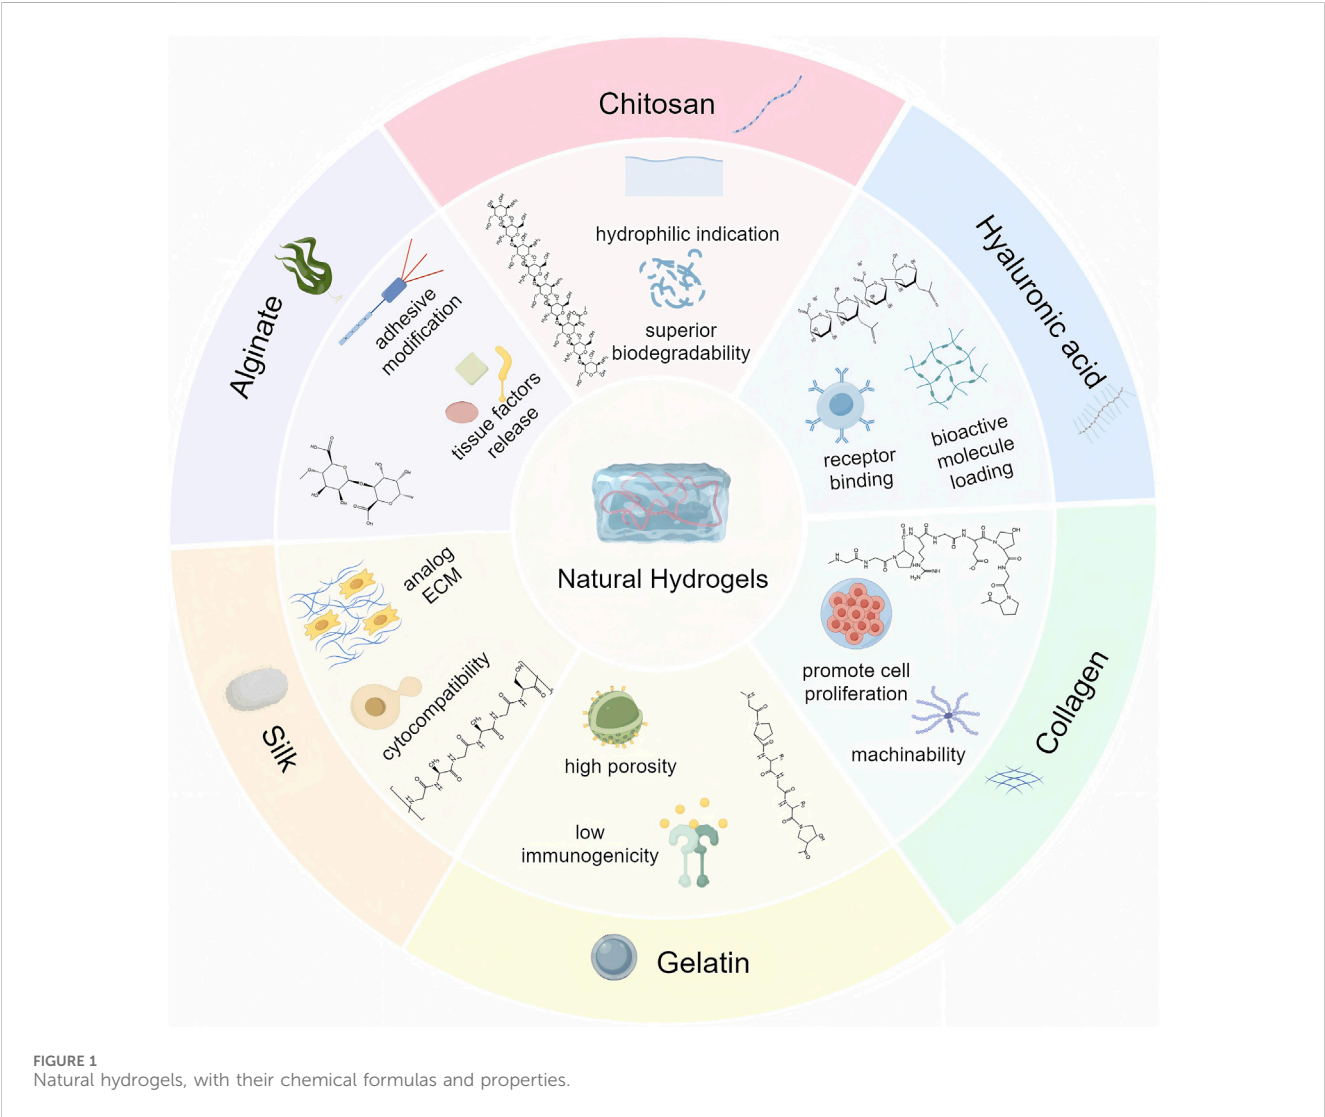 Chitosan
hydrophilic indication
superior
biodegradability
Hyaluronic acid
receptor
binding
bioactive
molecule
loading
Collagen
promote cell
proliferation
machinability
Gelatin
high porosity
low
immunogenicity
Silk
analog
ECM
cytocompatibility
Alginate
adhesive
modification
tissue factors
release
Natural Hydrogels
FIGURE 1
Natural hydrogels, with their chemical formulas and properties.